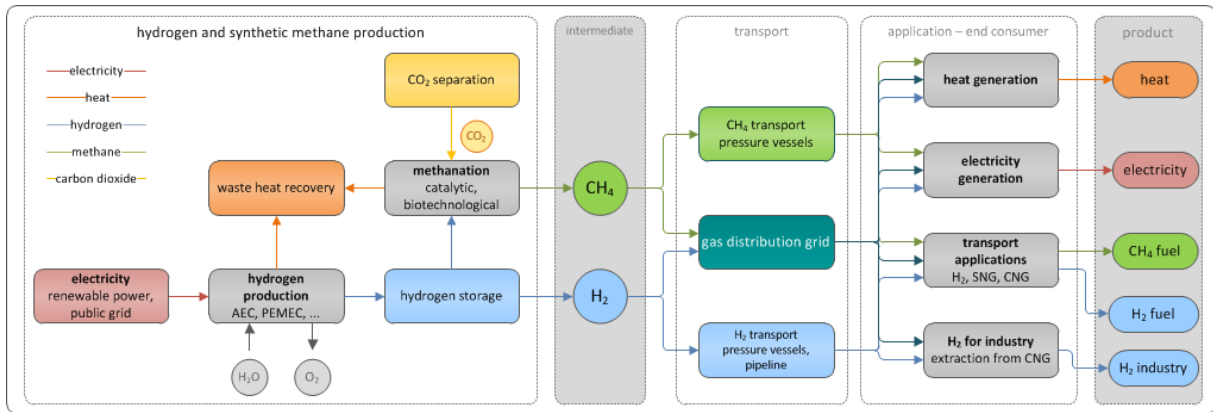 hydrogen and synthetic methane production
electricity
heat
hydrogen
methane
carbon dioxide
CO₂ separation
CO₂
waste heat recovery
methanation
catalytic,
biotechnological
electricity
renewable power,
public grid
hydrogen
production
AEC, PEMEC, ...
hydrogen storage
H₂O
O₂
intermediate
CH₄
H₂
transport
CH₄ transport
pressure vessels
gas distribution grid
H₂ transport
pressure vessels,
pipeline
application – end consumer
heat generation
electricity
generation
transport
applications
H₂, SNG, CNG
H₂ for industry
extraction from CNG
product
heat
electricity
CH₄ fuel
H₂ fuel
H₂ industry